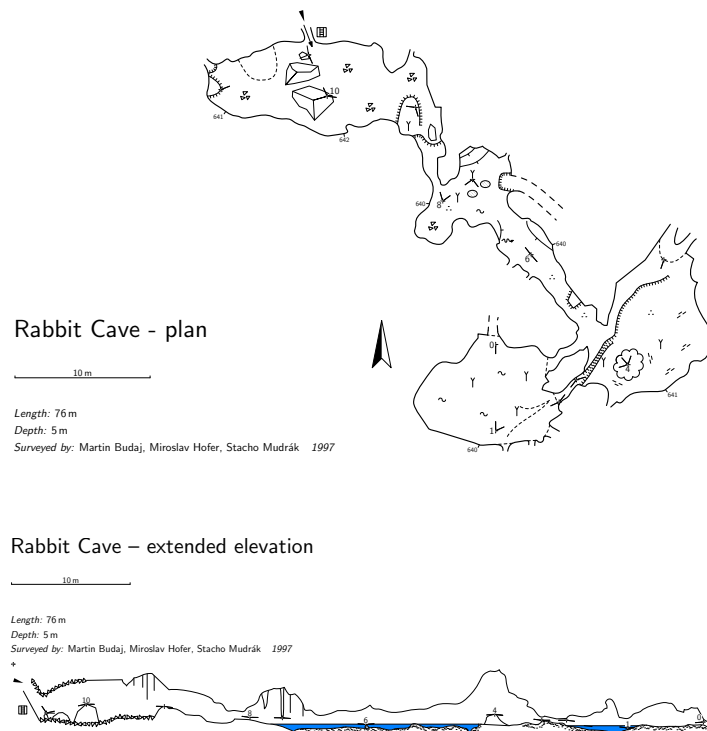 10
641
642
640
8
640
6
Rabbit Cave - plan
0
10 m
4
641
Length: 76 m
Depth: 5 m
1
Surveyed by: Martin Budaj, Miroslav Hofer, Stacho Mudrák 1997
640
Rabbit Cave – extended elevation
10 m
Length: 76 m
Depth: 5 m
Surveyed by: Martin Budaj, Miroslav Hofer, Stacho Mudrák 1997
10
8
6
4
1
0